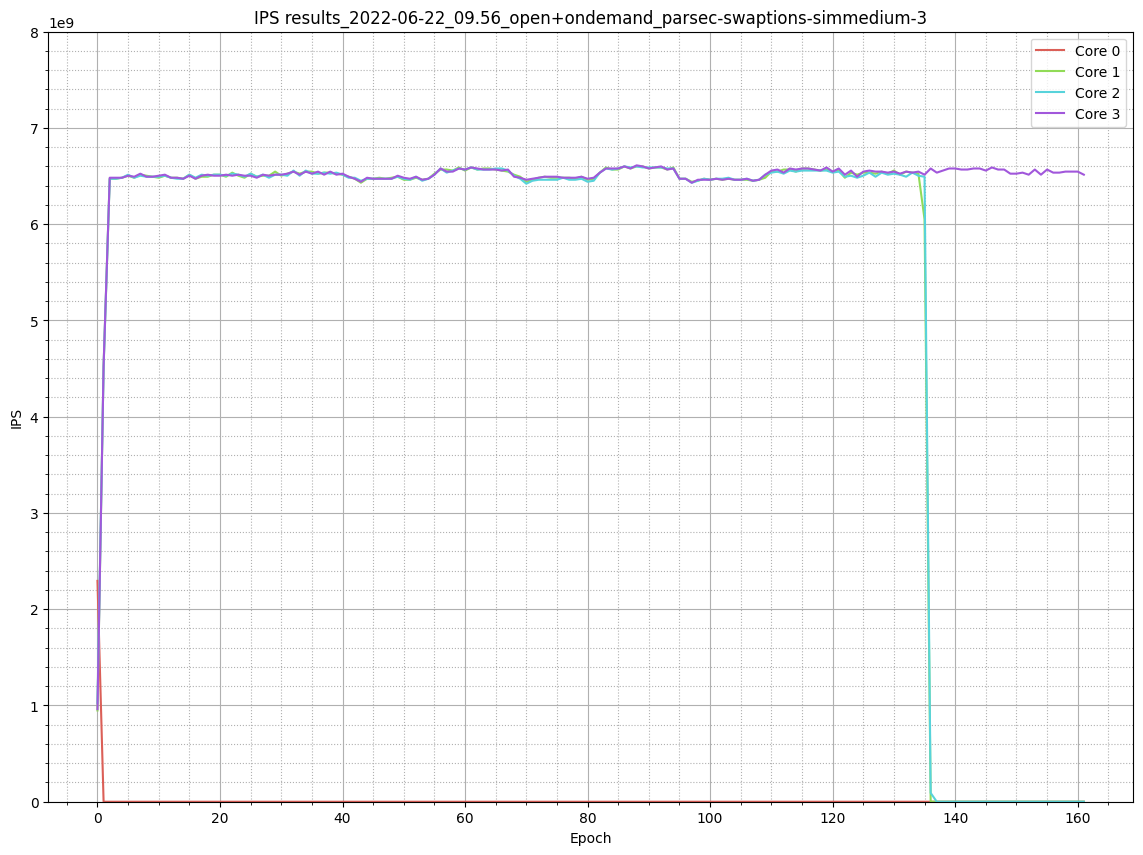 IPS results_2022-06-22_09.56_open+ondemand_parsec-swaptions-simmedium-3
1e9
8
7
6
5
4
3
2
1
0
IPS
Core 0
Core 1
Core 2
Core 3
0 20 40 60 80 100 120 140 160
Epoch